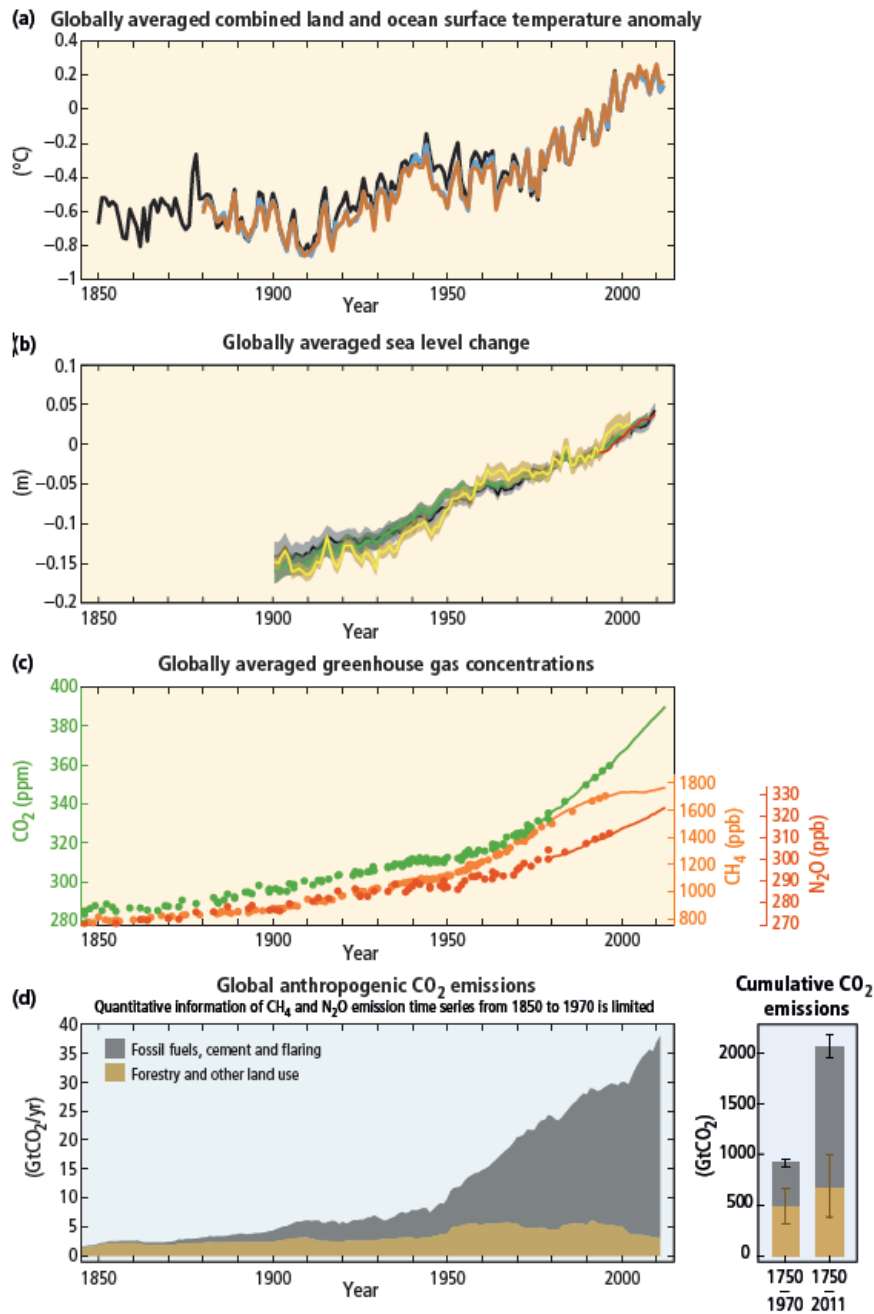 (a) Globally averaged combined land and ocean surface temperature anomaly
0.4
0.2
0
−0.2
−0.4
−0.6
−0.8
−1
(°C)
1850 1900 1950 2000
Year
(b) Globally averaged sea level change
0.1
0.05
0
−0.05
−0.1
−0.15
−0.2
(m)
1850 1900 1950 2000
Year
(c) Globally averaged greenhouse gas concentrations
400
380
360
340
320
300
280
CO₂ (ppm)
1800
1600
1400
1200
1000
800
CH₄ (ppb)
330
320
310
300
290
280
270
N₂O (ppb)
1850 1900 1950 2000
Year
(d) Global anthropogenic CO₂ emissions
Quantitative information of CH₄ and N₂O emission time series from 1850 to 1970 is limited
40
35
30
25
20
15
10
5
0
(GtCO₂/yr)
Fossil fuels, cement and flaring
Forestry and other land use
1850 1900 1950 2000
Year
Cumulative CO₂
emissions
2000
1500
1000
500
0
(GtCO₂)
1750 1750
– –
1970 2011